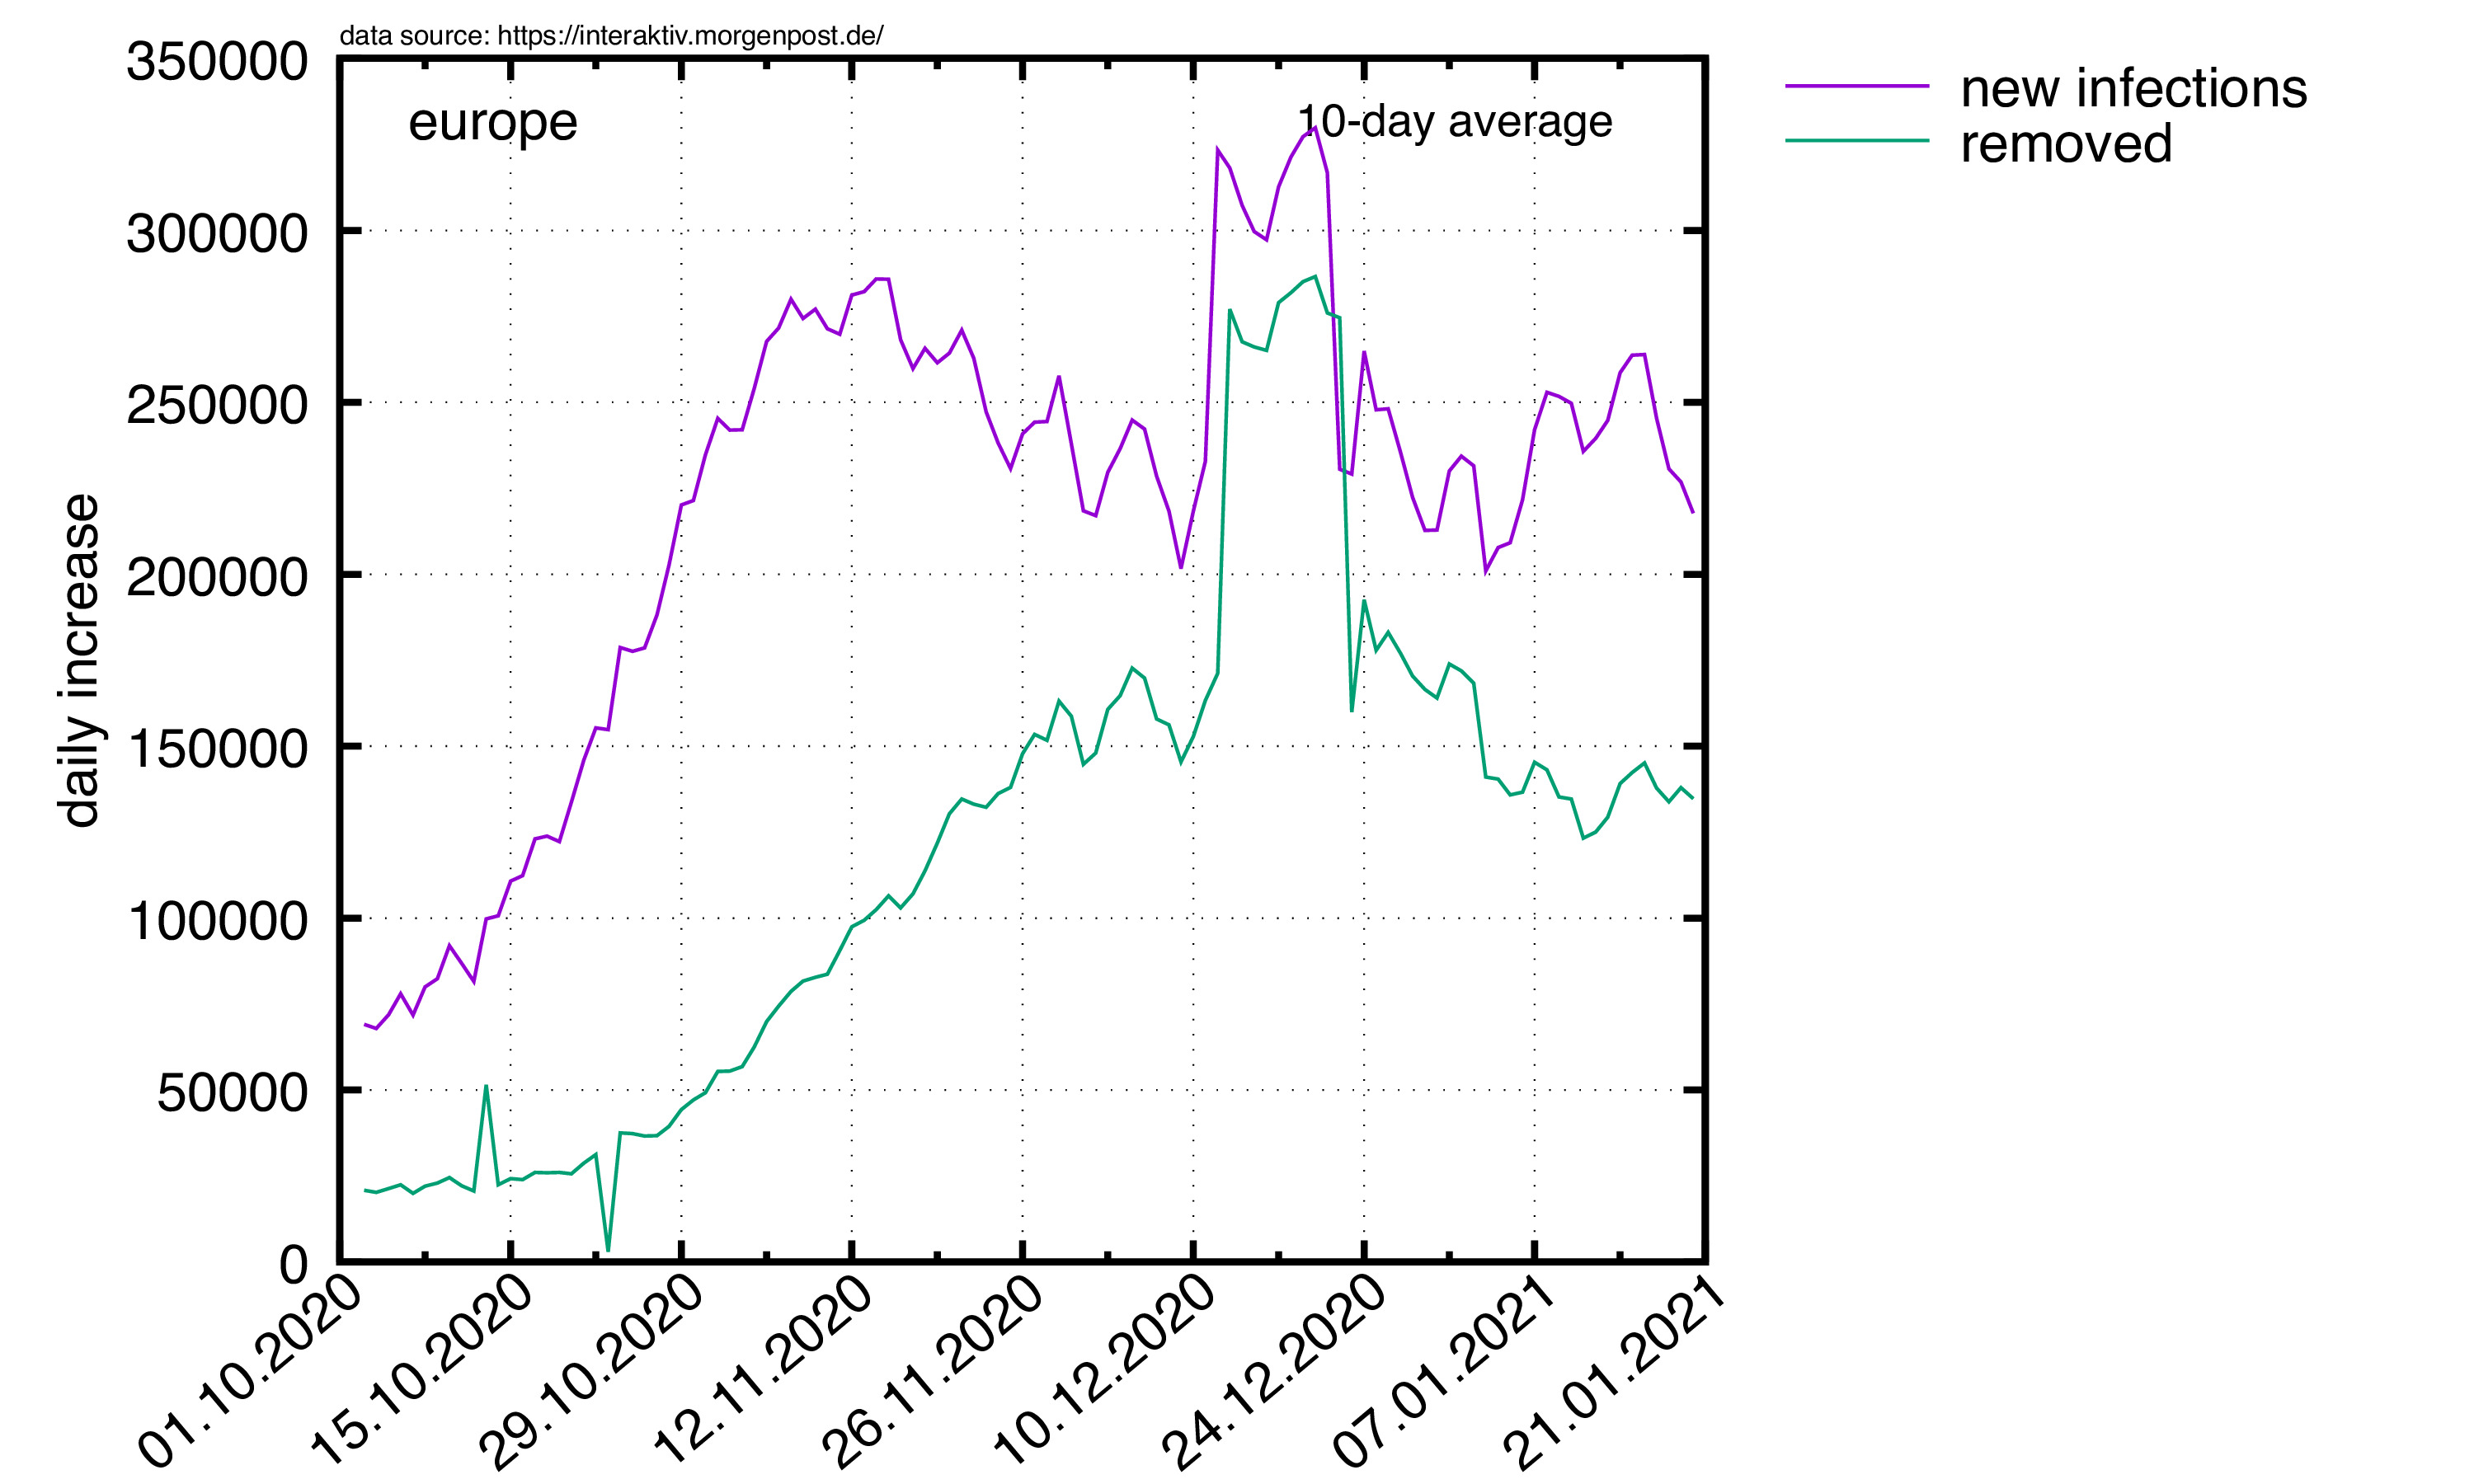 data source: https://interaktiv.morgenpost.de/
europe
10-day average
new infections
removed
daily increase
350000
300000
250000
200000
150000
100000
50000
0
01.10.2020
15.10.2020
29.10.2020
12.11.2020
26.11.2020
10.12.2020
24.12.2020
07.01.2021
21.01.2021